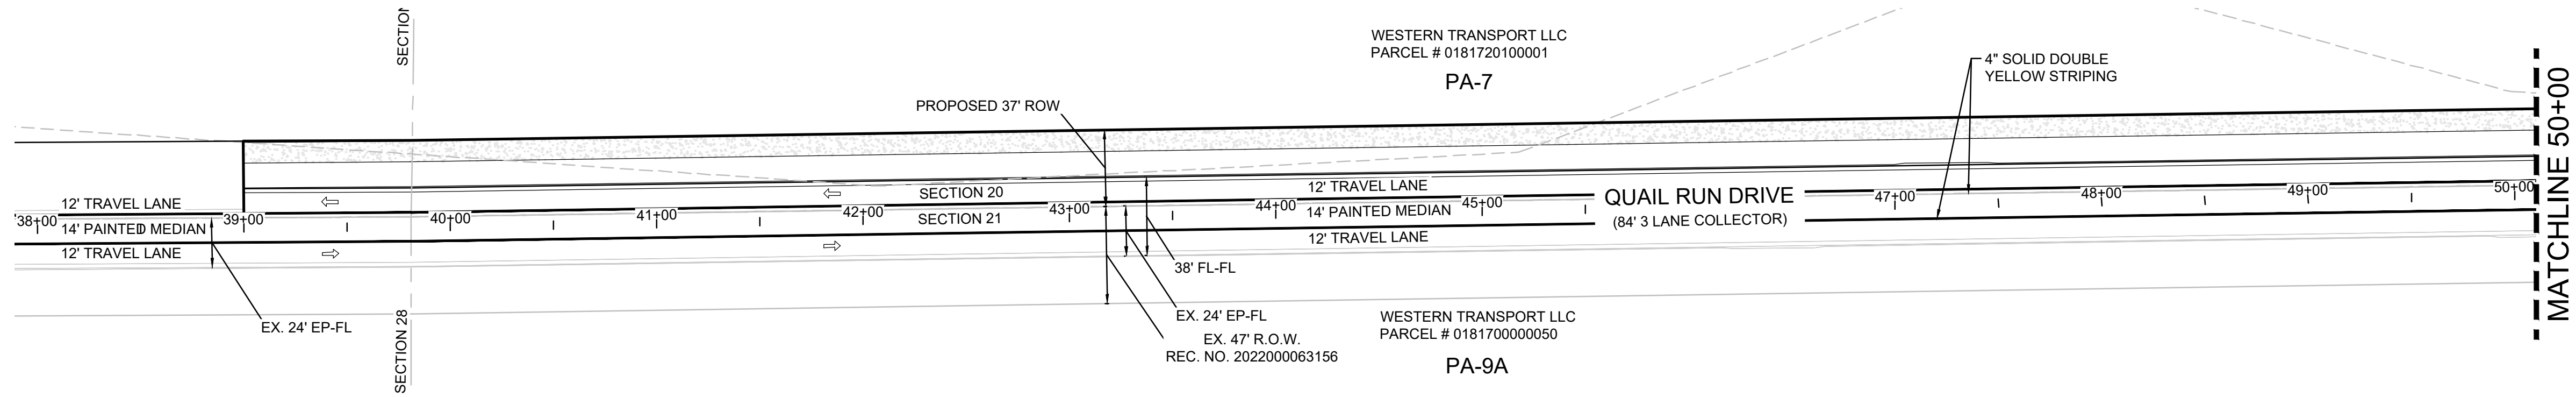 SECTION
WESTERN TRANSPORT LLC
PARCEL # 0181720100001
PA-7
4" SOLID DOUBLE
YELLOW STRIPING
PROPOSED 37' ROW
12' TRAVEL LANE
SECTION 20
12' TRAVEL LANE
QUAIL RUN DRIVE
(84' 3 LANE COLLECTOR)
38+00
39+00
40+00
41+00
42+00
43+00
44+00
45+00
47+00
48+00
49+00
50+00
14' PAINTED MEDIAN
SECTION 21
14' PAINTED MEDIAN
12' TRAVEL LANE
12' TRAVEL LANE
38' FL-FL
EX. 24' EP-FL
EX. 24' EP-FL
EX. 47' R.O.W.
REC. NO. 2022000063156
SECTION 28
WESTERN TRANSPORT LLC
PARCEL # 0181700000050
PA-9A
MATCHLINE 50+00